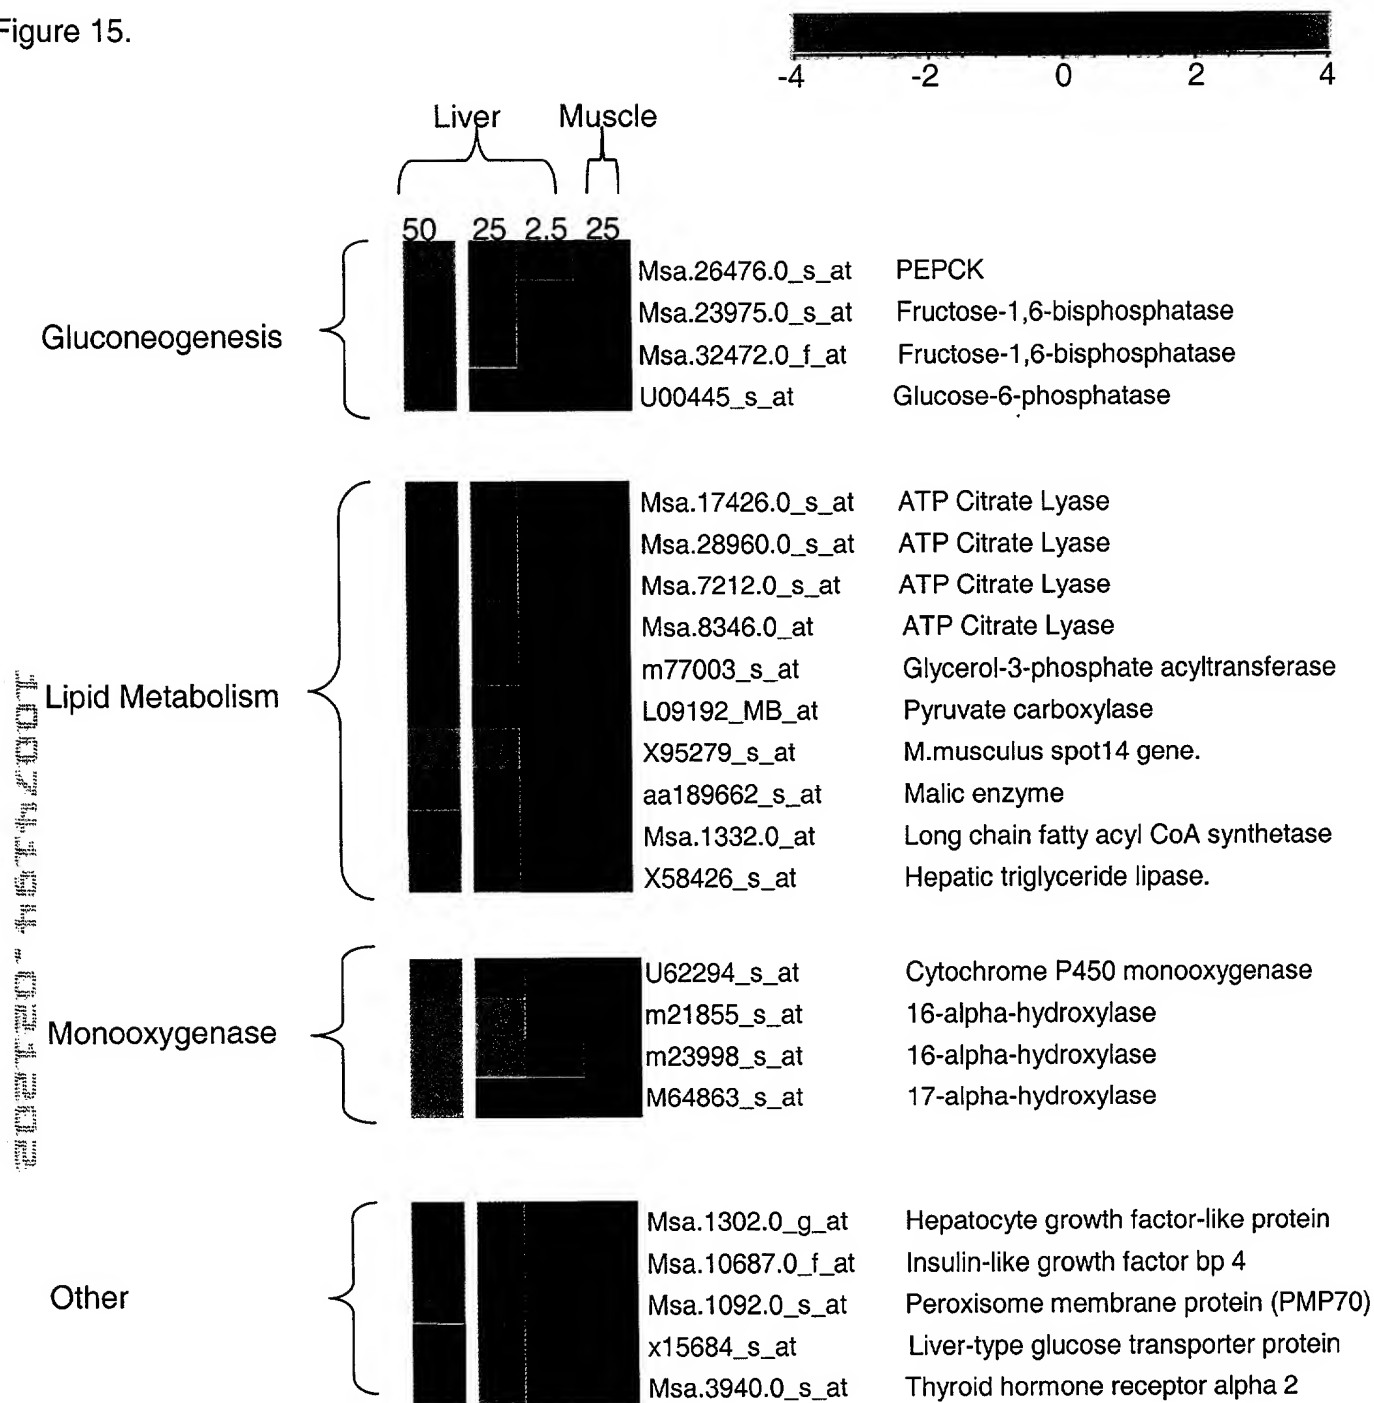 Figure 15.
-4 -2 0 2 4
Liver Muscle
50 25 2.5 25
Gluconeogenesis
Msa.26476.0_s_at PEPCK
Msa.23975.0_s_at Fructose-1,6-bisphosphatase
Msa.32472.0_f_at Fructose-1,6-bisphosphatase
U00445_s_at Glucose-6-phosphatase
Lipid Metabolism
Msa.17426.0_s_at ATP Citrate Lyase
Msa.28960.0_s_at ATP Citrate Lyase
Msa.7212.0_s_at ATP Citrate Lyase
Msa.8346.0_at ATP Citrate Lyase
m77003_s_at Glycerol-3-phosphate acyltransferase
L09192_MB_at Pyruvate carboxylase
X95279_s_at M.musculus spot14 gene.
aa189662_s_at Malic enzyme
Msa.1332.0_at Long chain fatty acyl CoA synthetase
X58426_s_at Hepatic triglyceride lipase.
Monooxygenase
U62294_s_at Cytochrome P450 monooxygenase
m21855_s_at 16-alpha-hydroxylase
m23998_s_at 16-alpha-hydroxylase
M64863_s_at 17-alpha-hydroxylase
Other
Msa.1302.0_g_at Hepatocyte growth factor-like protein
Msa.10687.0_f_at Insulin-like growth factor bp 4
Msa.1092.0_s_at Peroxisome membrane protein (PMP70)
x15684_s_at Liver-type glucose transporter protein
Msa.3940.0_s_at Thyroid hormone receptor alpha 2
10074194.021202